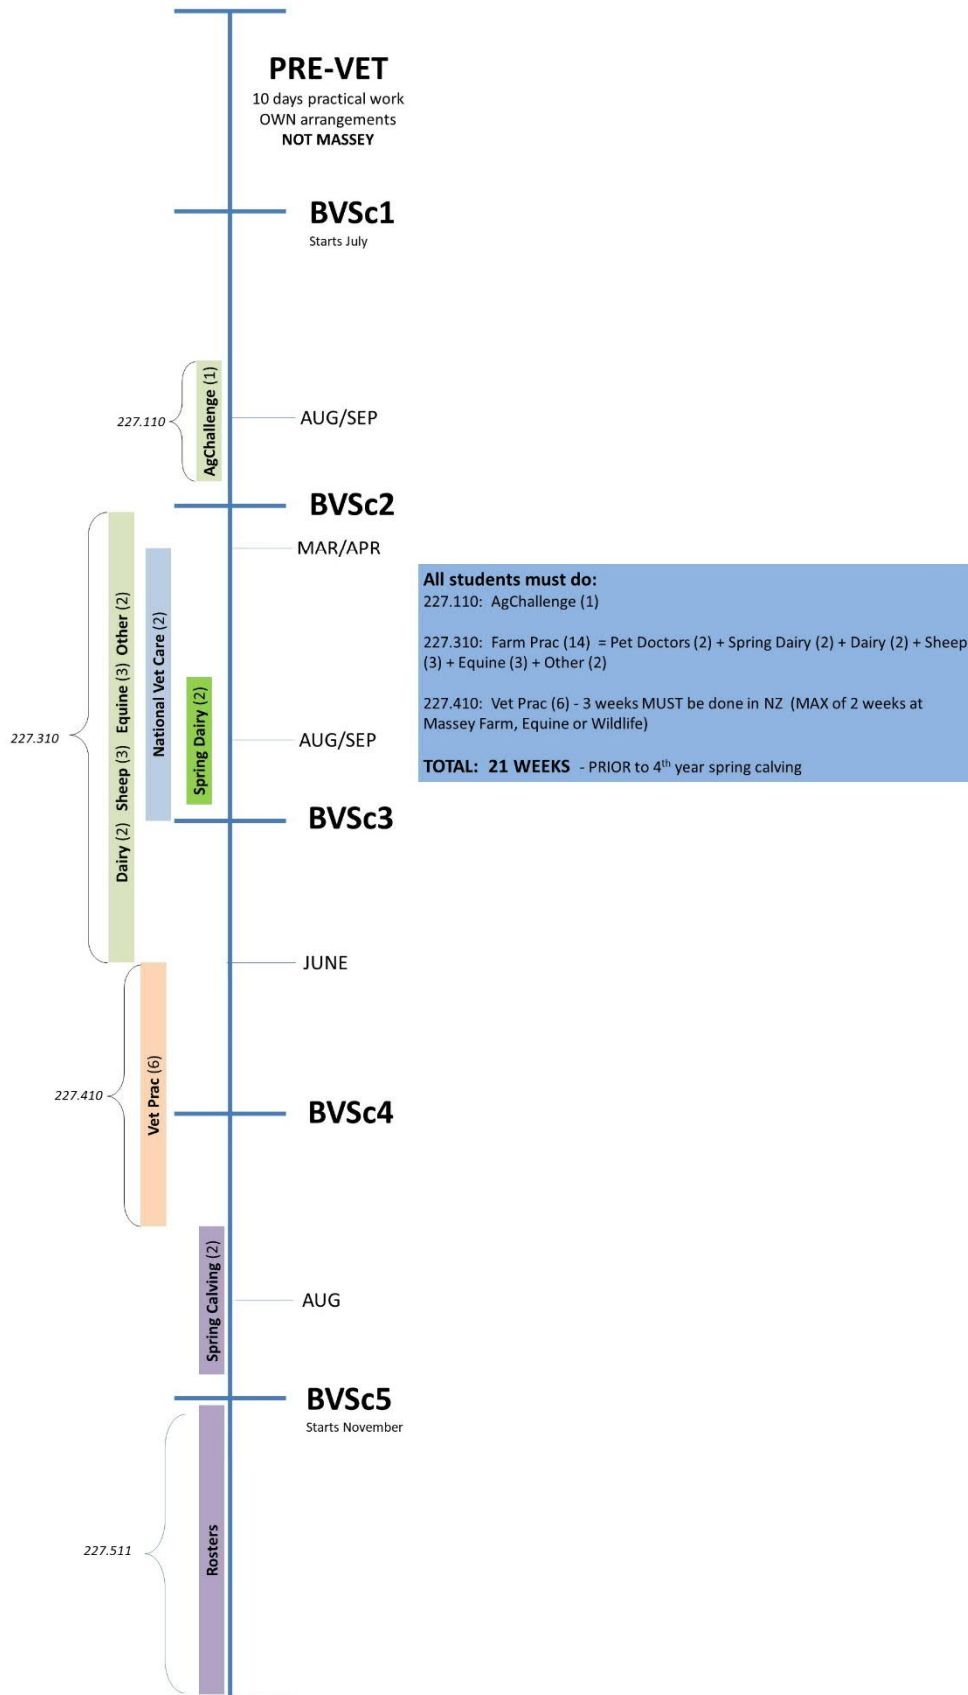 PRE-VET
10 days practical work
OWN arrangements
NOT MASSEY
BVSc1
Starts July
AgChallenge (1)
227.110
AUG/SEP
BVSc2
MAR/APR
Dairy (2) Sheep (3) Equine (3) Other (2)
National Vet Care (2)
Spring Dairy (2)
227.310
AUG/SEP
BVSc3
All students must do:
227.110: AgChallenge (1)
227.310: Farm Prac (14) = Pet Doctors (2) + Spring Dairy (2) + Dairy (2) + Sheep
(3) + Equine (3) + Other (2)
227.410: Vet Prac (6) - 3 weeks MUST be done in NZ (MAX of 2 weeks at
Massey Farm, Equine or Wildlife)
TOTAL: 21 WEEKS - PRIOR to 4th year spring calving
JUNE
Vet Prac (6)
227.410
BVSc4
Spring Calving (2)
AUG
BVSc5
Starts November
Rosters
227.511